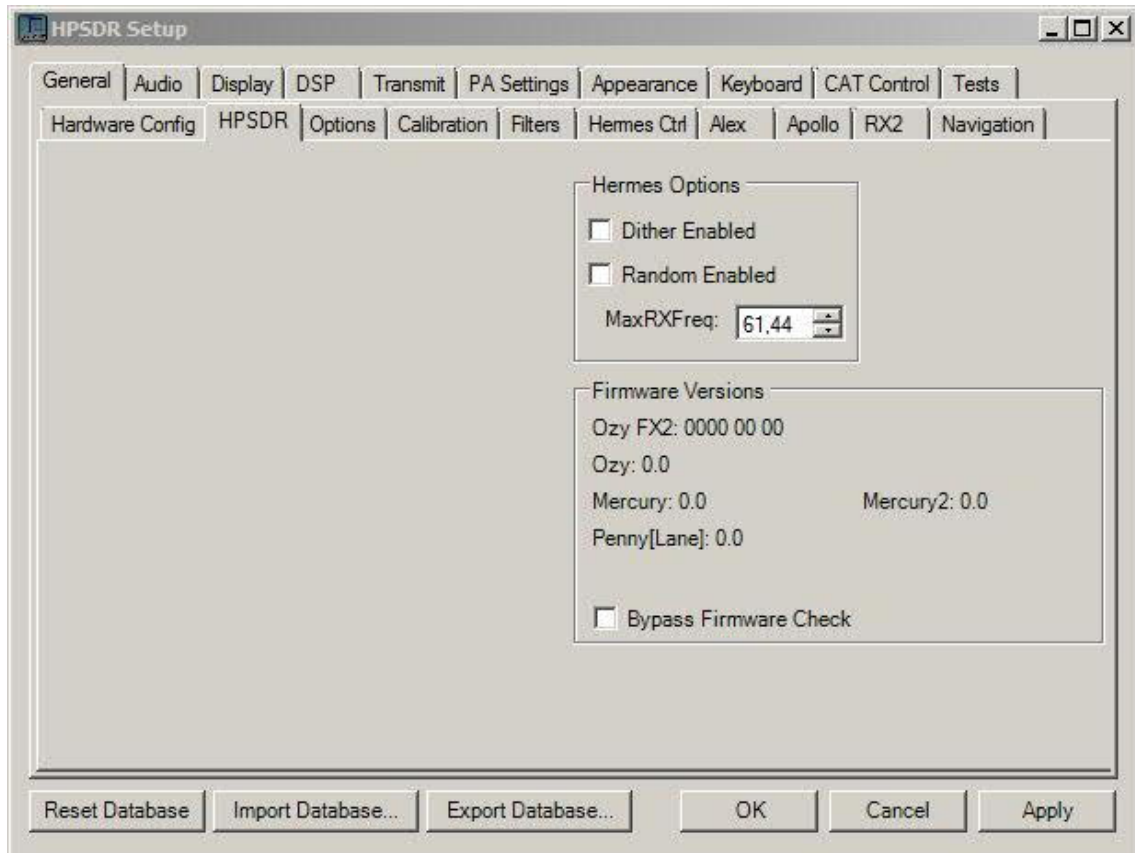 HPSDR Setup
General Audio Display DSP Transmit PA Settings Appearance Keyboard CAT Control Tests
Hardware Config HPSDR Options Calibration Filters Hermes Ctrl Alex Apollo RX2 Navigation
Hermes Options
Dither Enabled
Random Enabled
MaxRXFreq: 61,44
Firmware Versions
Ozy FX2: 0000 00 00
Ozy: 0.0
Mercury: 0.0 Mercury2: 0.0
Penny[Lane]: 0.0
Bypass Firmware Check
Reset Database Import Database... Export Database... OK Cancel Apply